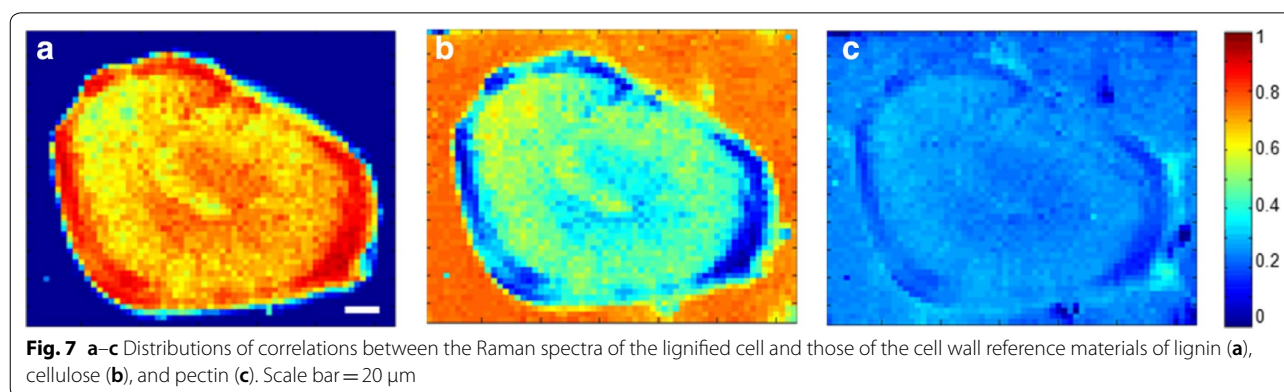 a b c
1
0.8
0.6
0.4
0.2
0
Fig. 7 a–c Distributions of correlations between the Raman spectra of the lignified cell and those of the cell wall reference materials of lignin (a),
cellulose (b), and pectin (c). Scale bar = 20 µm